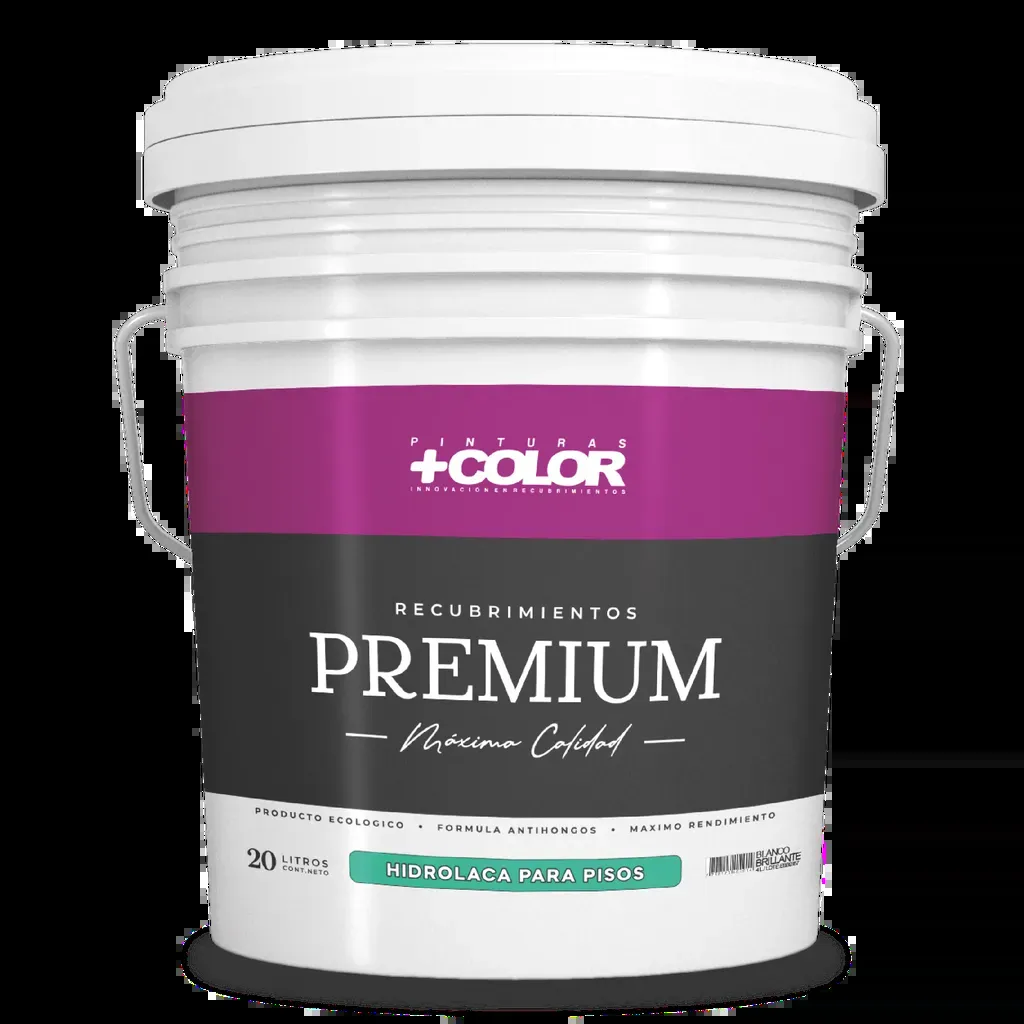 PINTURAS
+COLOR
INNOVACION EN RECUBRIMIENTOS
RECUBRIMIENTOS
PREMIUM
Máxima Calidad
PRODUCTO ECOLOGICO • FORMULA ANTIHONGOS • MAXIMO RENDIMIENTO
20 LITROS
CONT.NETO
HIDROLACA PARA PISOS
BLANCO
BRILLANTE